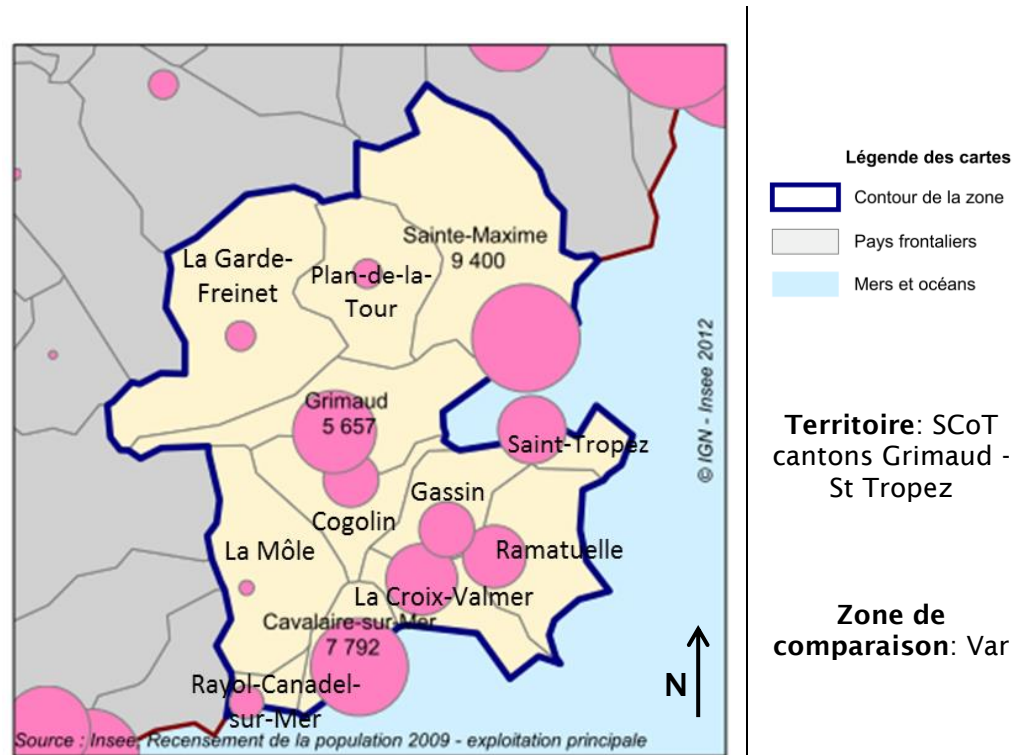 Sainte-Maxime
9 400
La Garde-
Freinet
Plan-de-la-
Tour
Grimaud
5 657
Saint-Tropez
Cogolin
Gassin
La Môle
Ramatuelle
La Croix-Valmer
Cavalaire-sur-Mer
7 792
Rayol-Canadel-
sur-Mer
N
Source : Insee, Recensement de la population 2009 - exploitation principale
© IGN - Insee 2012
Légende des cartes
Contour de la zone
Pays frontaliers
Mers et océans
Territoire: SCoT
cantons Grimaud -
St Tropez
Zone de
comparaison: Var